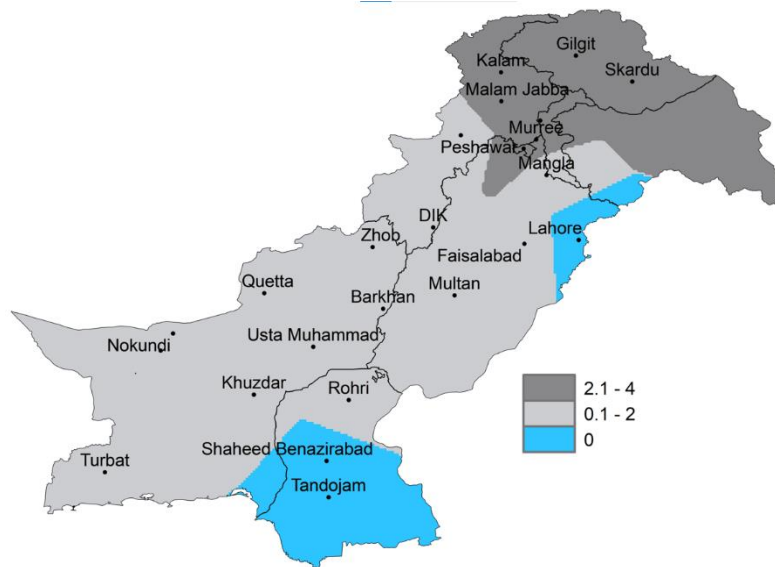 Gilgit
Kalam
Skardu
Malam Jabba
Murree
Peshawar
Mangla
DIK
Zhob
Lahore
Faisalabad
Quetta
Multan
Barkhan
Usta Muhammad
Nokundi
Khuzdar
Rohri
2.1 - 4
0.1 - 2
0
Shaheed Benazirabad
Turbat
Tandojam